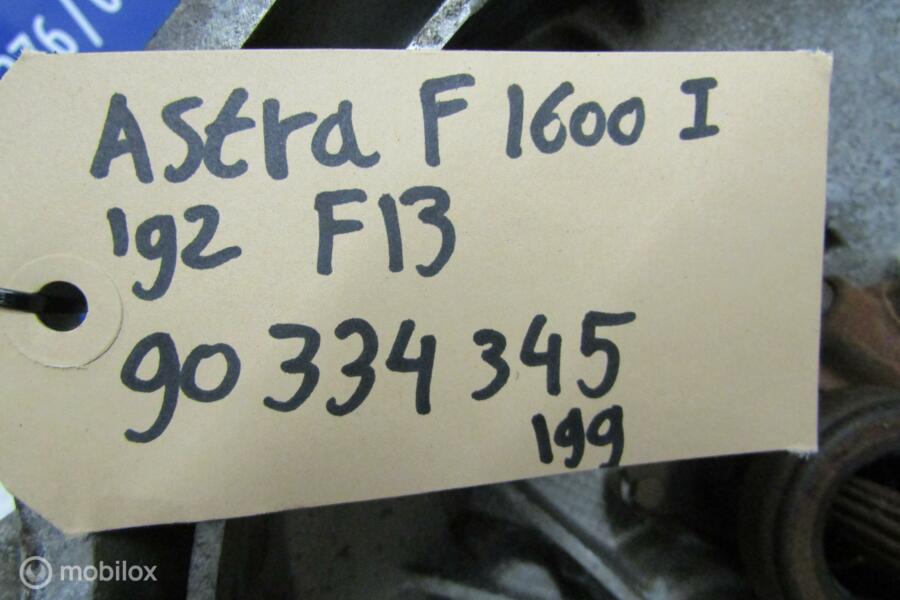 Astra F 1600 I
'92 F13
90 334 345
199
mobilox